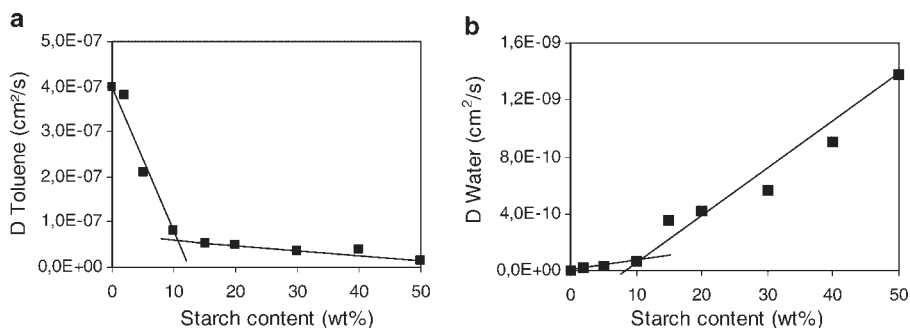 a
5,0E-07
4,0E-07
3,0E-07
2,0E-07
1,0E-07
0,0E+00
D Toluene (cm²/s)
0 10 20 30 40 50
Starch content (wt%)
b
1,6E-09
1,2E-09
8,0E-10
4,0E-10
0,0E+00
D Water (cm²/s)
0 10 20 30 40 50
Starch content (wt%)